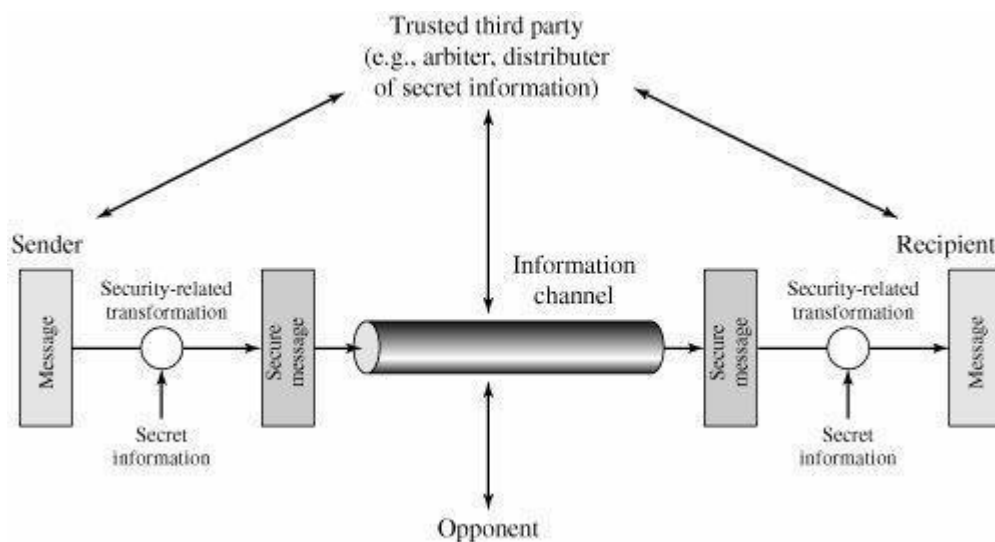 Trusted third party
(e.g., arbiter, distributer
of secret information)
Sender
Recipient
Information
channel
Security-related
transformation
Security-related
transformation
Message
Secure
message
Secure
message
Message
Secret
information
Secret
information
Opponent